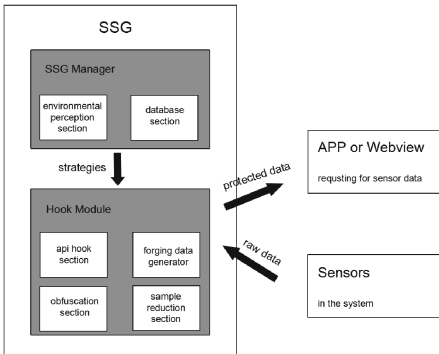 SSG
SSG Manager
environmental
perception
section
database
section
strategies
protected data
APP or Webview
requsting for sensor data
Hook Module
api hook
section
forging data
generator
raw data
obfuscation
section
sample
reduction
section
Sensors
in the system